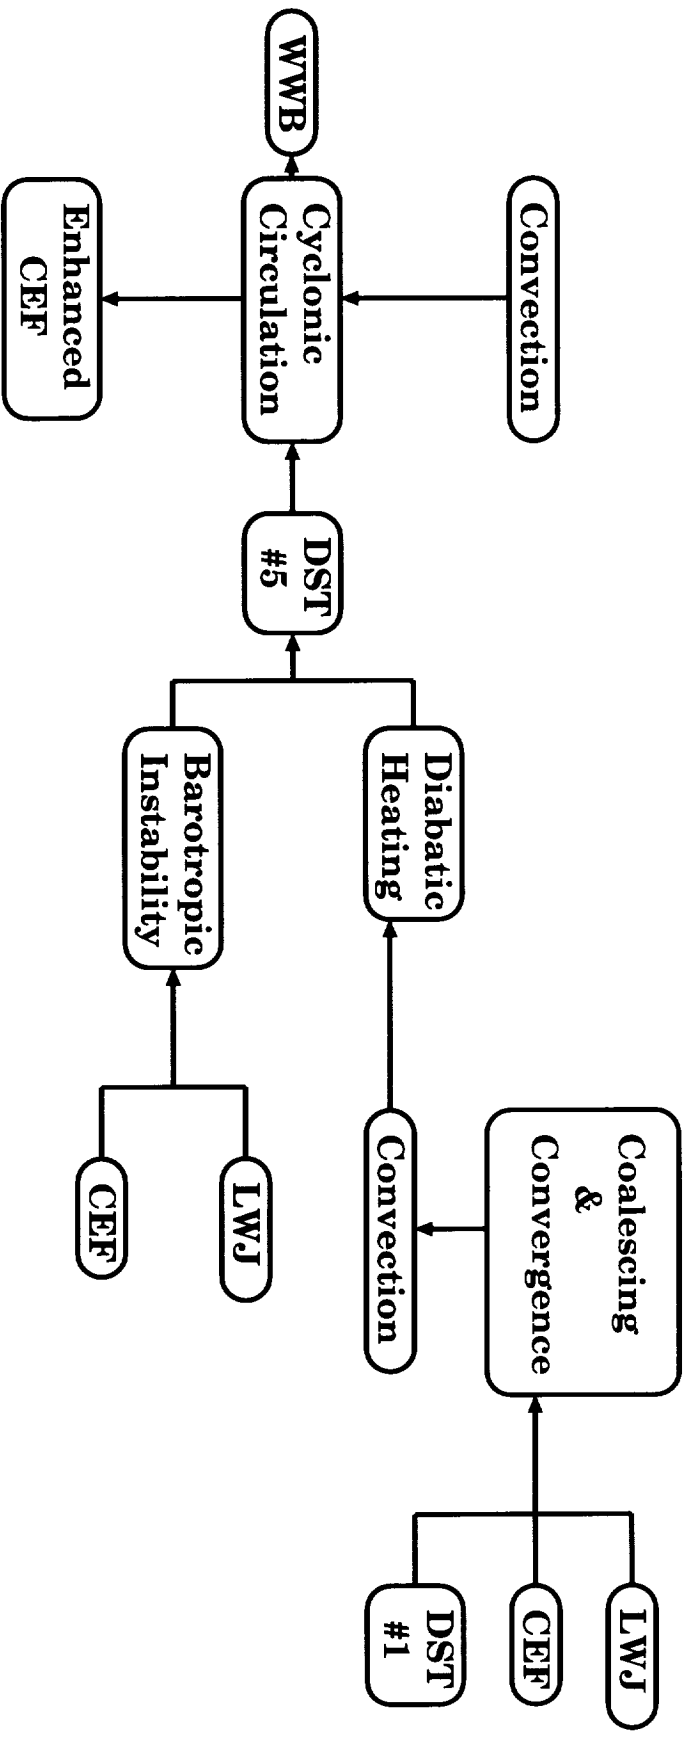 Coalescing
&
Convergence
LWJ
Convection
CEF
Diabatic
Heating
Convection
DST
#1
WWB
Cyclonic
Circulation
DST
#5
LWJ
Barotropic
Instability
CEF
Enhanced
CEF